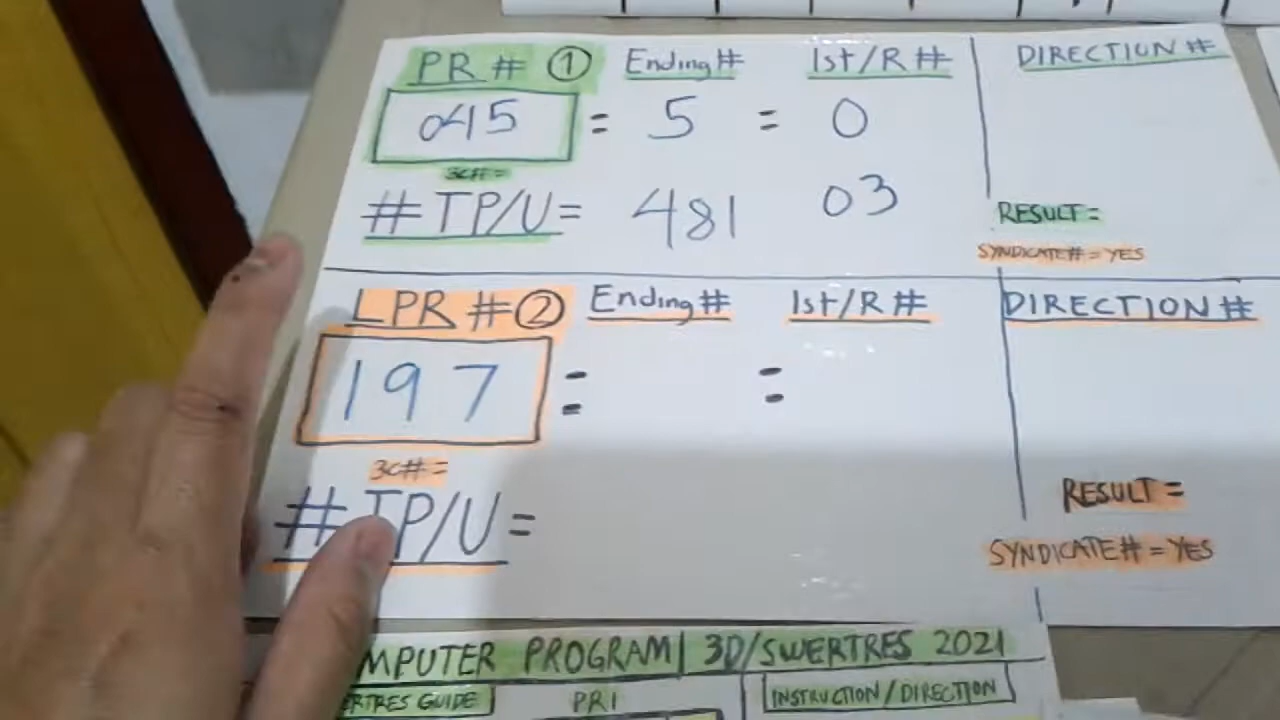 PR # ① Ending # 1st/R # DIRECTION #
045 = 5 = 0
3C#=
# TP/U = 481 03
RESULT =
SYNDICATE# = YES
LPR # ② Ending # 1st/R # DIRECTION #
197 = =
3C# =
# TP/U =
RESULT =
SYNDICATE# = YES
MPUTER PROGRAM| 3D/SWERTRES 2021
RTRES GUIDE PR1 INSTRUCTION/DIRECTION